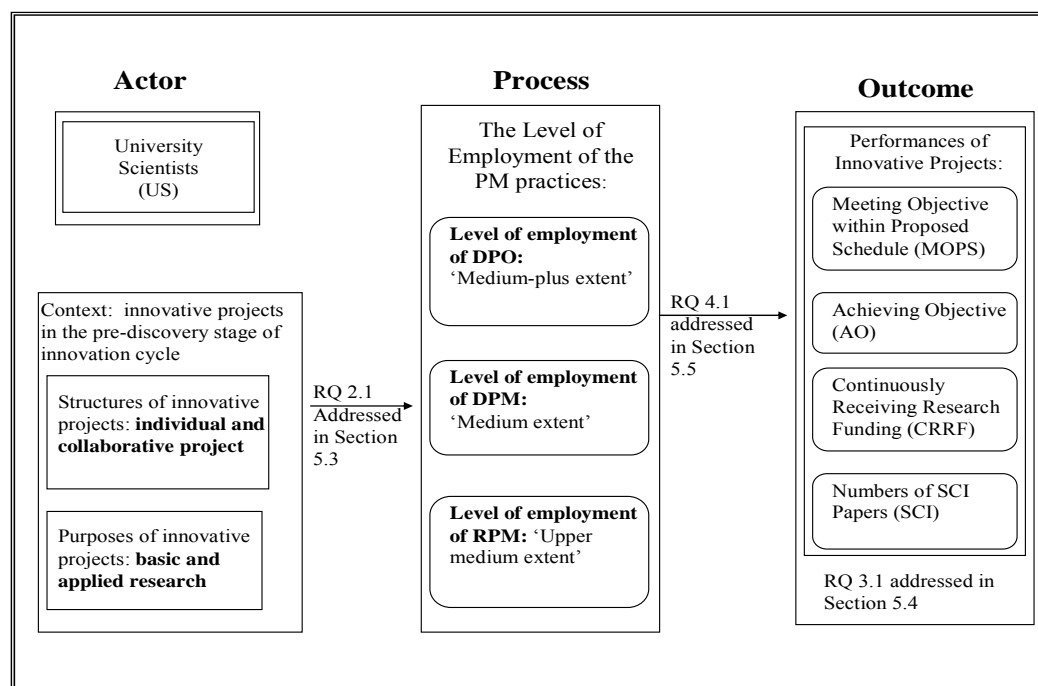 Actor
University
Scientists
(US)
Context:  innovative projects
in the pre-discovery stage of
innovation cycle
Structures of innovative
projects: individual and
collaborative project
Purposes of innovative
projects: basic and
applied research
RQ 2.1
Addressed
in Section
5.3
Process
The Level of
Employment of the
PM practices:
Level of employment
of DPO:
‘Medium-plus extent’
Level of employment
of DPM:
‘Medium extent’
Level of employment
of RPM: ‘Upper
medium extent’
RQ 4.1
addressed
in Section
5.5
Outcome
Performances of
Innovative Projects:
Meeting Objective
within Proposed
Schedule (MOPS)
Achieving Objective
(AO)
Continuously
Receiving Research
Funding (CRRF)
Numbers of SCI
Papers (SCI)
RQ 3.1 addressed in
Section 5.4